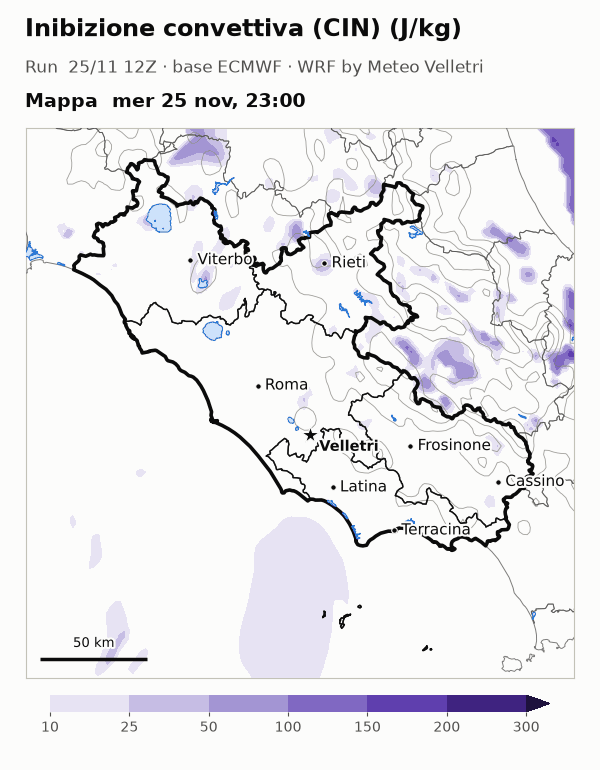 Inibizione convettiva (CIN) (J/kg)
Run  25/11 12Z · base ECMWF · WRF by Meteo Velletri
Mappa  mer 25 nov, 23:00
Viterbo
Rieti
Roma
Velletri
Frosinone
Cassino
Latina
Terracina
50 km
10 25 50 100 150 200 300